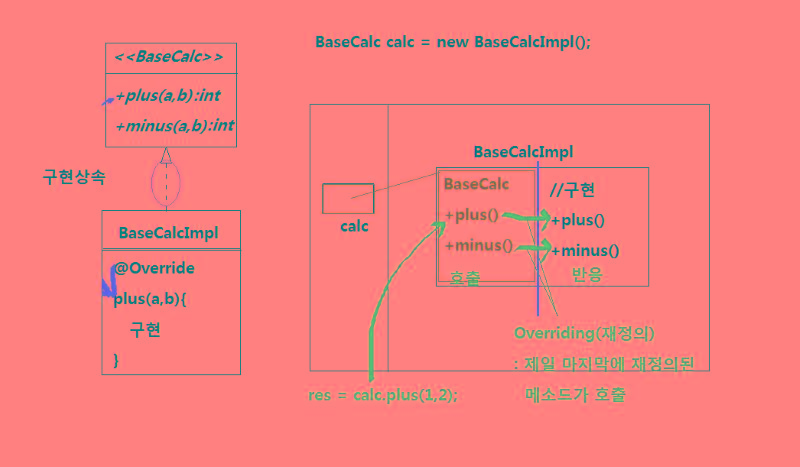 BaseCalc calc = new BaseCalcImpl();
<<BaseCalc>>
+plus(a,b):int
+minus(a,b):int
구현상속
BaseCalcImpl
@Override
plus(a,b){
구현
}
calc
BaseCalcImpl
BaseCalc
+plus()
+minus()
호출
//구현
+plus()
+minus()
반응
Overriding(재정의)
: 제일 마지막에 재정의된
메소드가 호출
res = calc.plus(1,2);